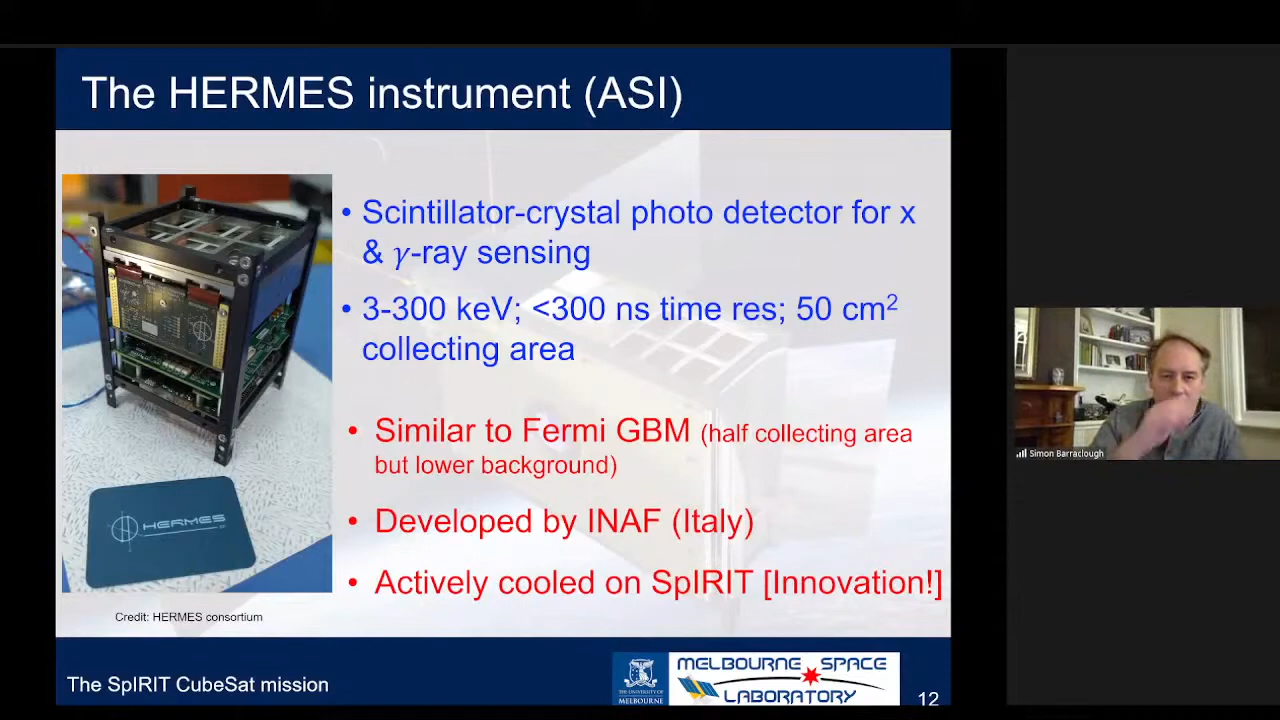 The HERMES instrument (ASI)
• Scintillator-crystal photo detector for x
& γ-ray sensing
• 3-300 keV; <300 ns time res; 50 cm²
collecting area
• Similar to Fermi GBM (half collecting area
but lower background)
• Developed by INAF (Italy)
• Actively cooled on SpIRIT [Innovation!]
HERMES
Credit: HERMES consortium
Simon Barraclough
The SpIRIT CubeSat mission
THE UNIVERSITY OF
MELBOURNE
MELBOURNE SPACE
LABORATORY
12